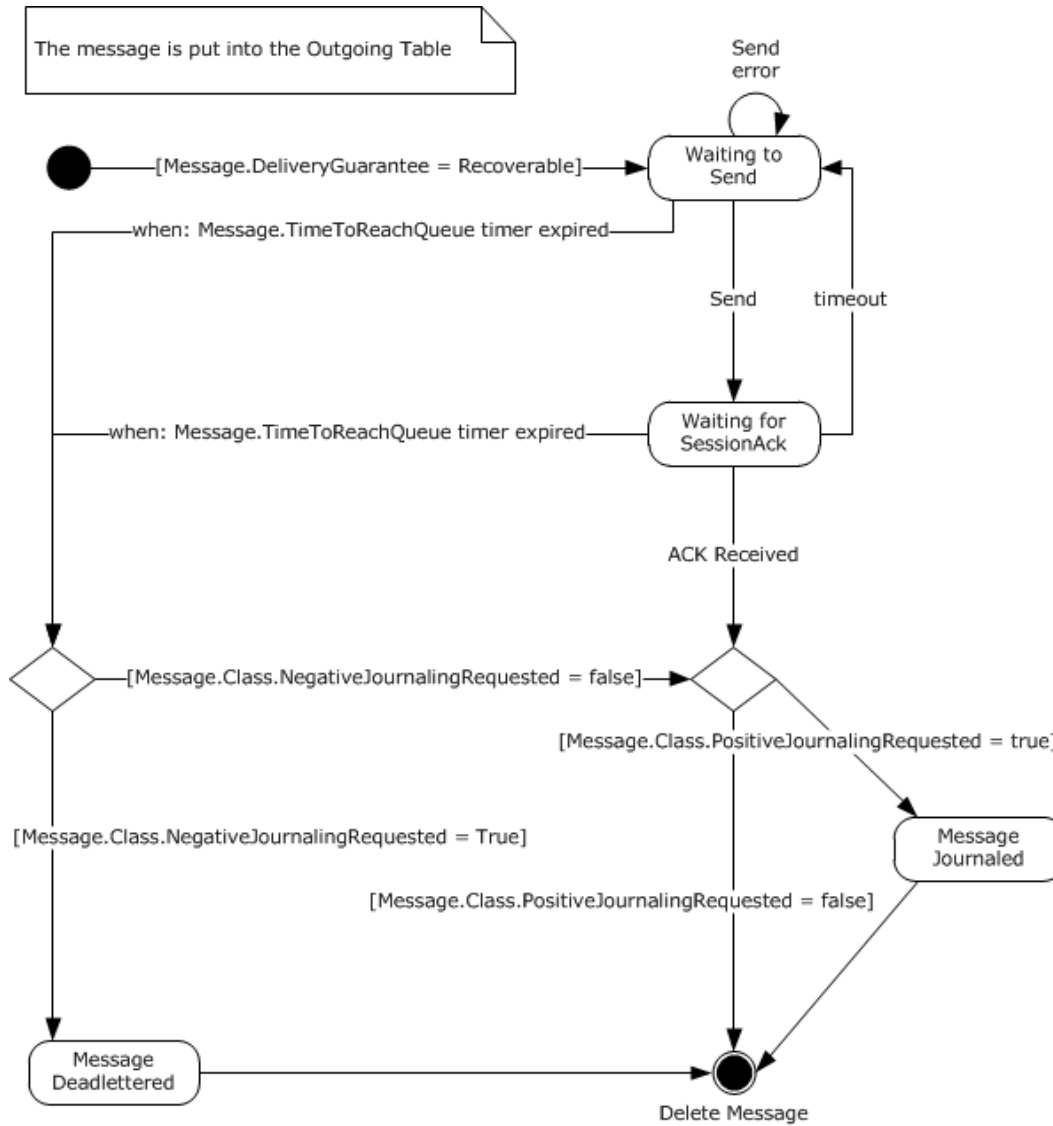 The message is put into the Outgoing Table
Send
error
[Message.DeliveryGuarantee = Recoverable]
Waiting to
Send
when: Message.TimeToReachQueue timer expired
Send
timeout
when: Message.TimeToReachQueue timer expired
Waiting for
SessionAck
ACK Received
[Message.Class.NegativeJournalingRequested = false]
[Message.Class.PositiveJournalingRequested = true]
[Message.Class.NegativeJournalingRequested = True]
Message
Journaled
[Message.Class.PositiveJournalingRequested = false]
Message
Deadlettered
Delete Message